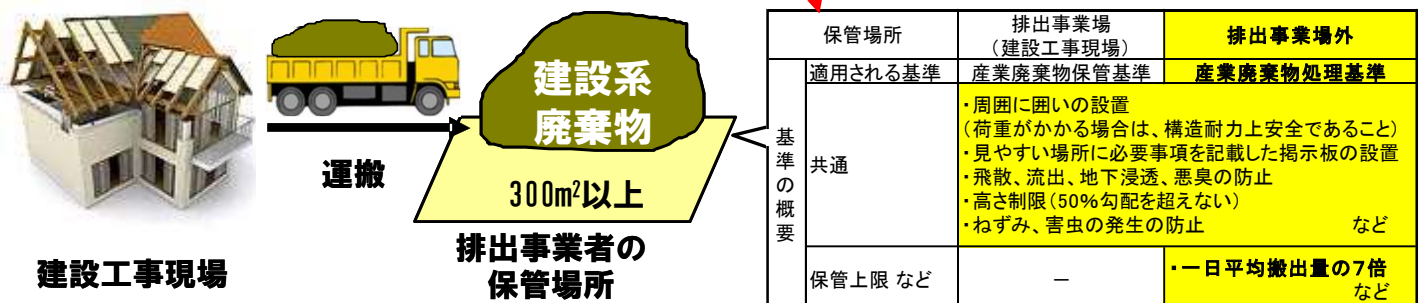 建設工事現場
運搬
建設系
廃棄物
300m²以上
排出事業者の
保管場所
保管場所
排出事業場
（建設工事現場）
排出事業場外
基準の概要
適用される基準
産業廃棄物保管基準
産業廃棄物処理基準
共通
・周囲に囲いの設置
（荷重がかかる場合は、構造耐力上安全であること）
・見やすい場所に必要事項を記載した掲示板の設置
・飛散、流出、地下浸透、悪臭の防止
・高さ制限（50％勾配を超えない）
・ねずみ、害虫の発生の防止 など
保管上限 など
－
・一日平均搬出量の7倍
など